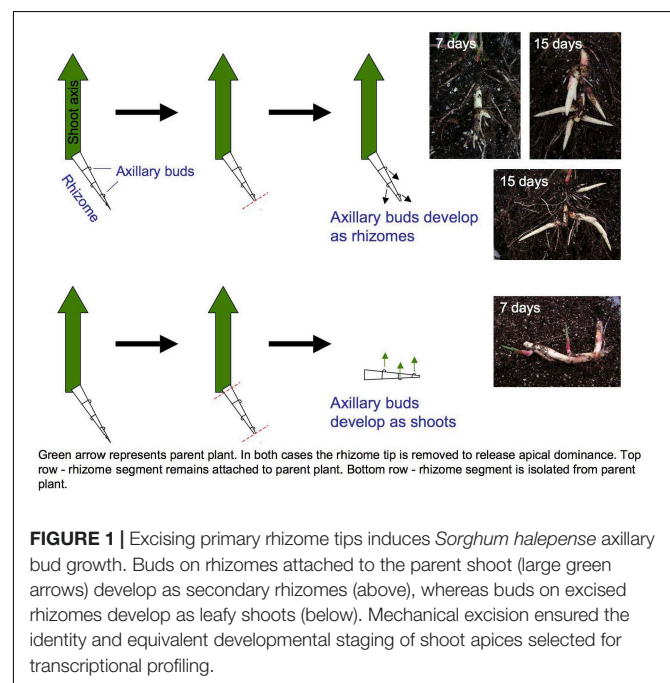 7 days
15 days
Shoot axis
Axillary buds
Rhizome
Axillary buds develop
as rhizomes
15 days
7 days
Axillary buds
develop as shoots
Green arrow represents parent plant. In both cases the rhizome tip is removed to release apical dominance. Top
row - rhizome segment remains attached to parent plant. Bottom row - rhizome segment is isolated from parent
plant.
FIGURE 1 | Excising primary rhizome tips induces Sorghum halepense axillary
bud growth. Buds on rhizomes attached to the parent shoot (large green
arrows) develop as secondary rhizomes (above), whereas buds on excised
rhizomes develop as leafy shoots (below). Mechanical excision ensured the
identity and equivalent developmental staging of shoot apices selected for
transcriptional profiling.